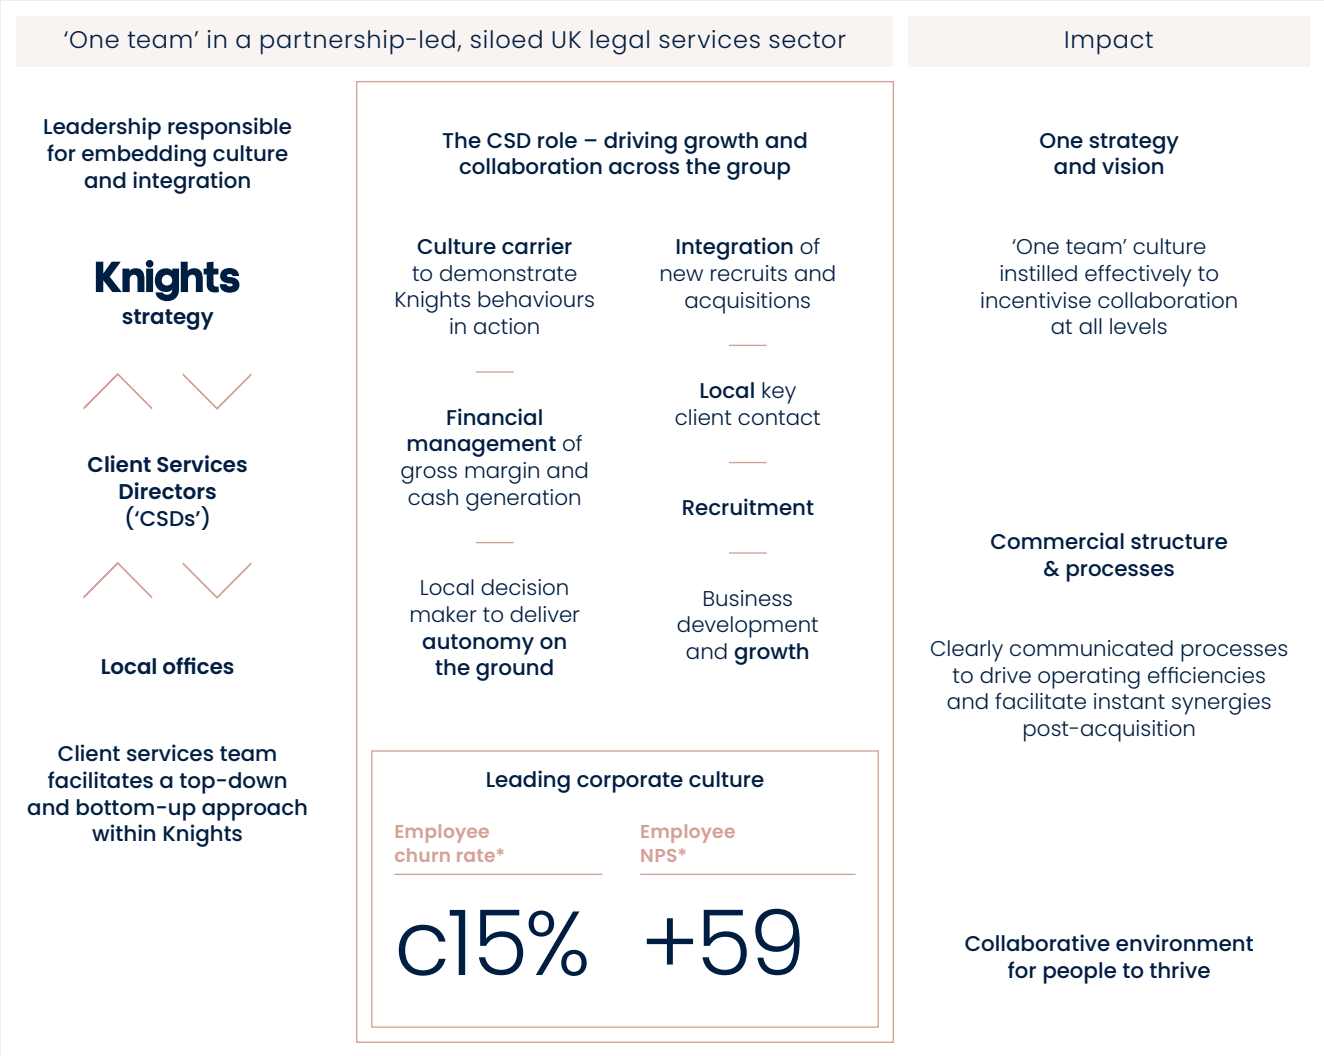 ‘One team’ in a partnership-led, siloed UK legal services sector
Leadership responsible
for embedding culture
and integration
Knights
strategy
Client Services
Directors
(‘CSDs’)
Local offices
Client services team
facilitates a top-down
and bottom-up approach
within Knights
The CSD role – driving growth and
collaboration across the group
Culture carrier
to demonstrate
Knights behaviours
in action
Financial
management of
gross margin and
cash generation
Local decision
maker to deliver
autonomy on
the ground
Integration of
new recruits and
acquisitions
Local key
client contact
Recruitment
Business
development
and growth
Leading corporate culture
Employee
churn rate*
c15%
Employee
NPS*
+59
Impact
One strategy
and vision
‘One team’ culture
instilled effectively to
incentivise collaboration
at all levels
Commercial structure
& processes
Clearly communicated processes
to drive operating efficiencies
and facilitate instant synergies
post-acquisition
Collaborative environment
for people to thrive